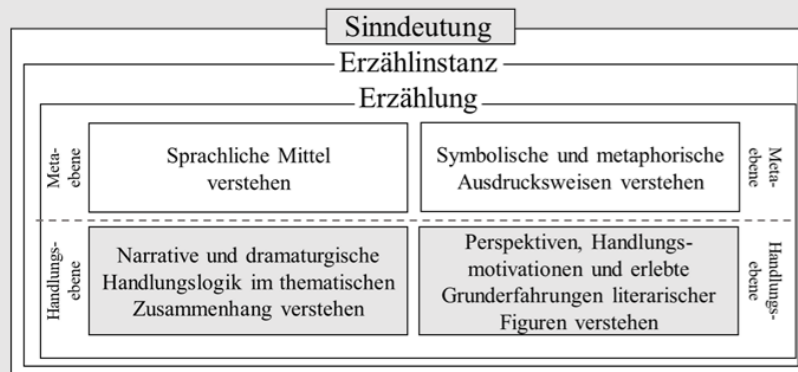 Sinndeutung
Erzählinstanz
Erzählung
Meta-
ebene
Sprachliche Mittel
verstehen
Symbolische und metaphorische
Ausdrucksweisen verstehen
Meta-
ebene
Handlungs-
ebene
Narrative und dramaturgische
Handlungslogik im thematischen
Zusammenhang verstehen
Perspektiven, Handlungs-
motivationen und erlebte
Grunderfahrungen literarischer
Figuren verstehen
Handlungs-
ebene